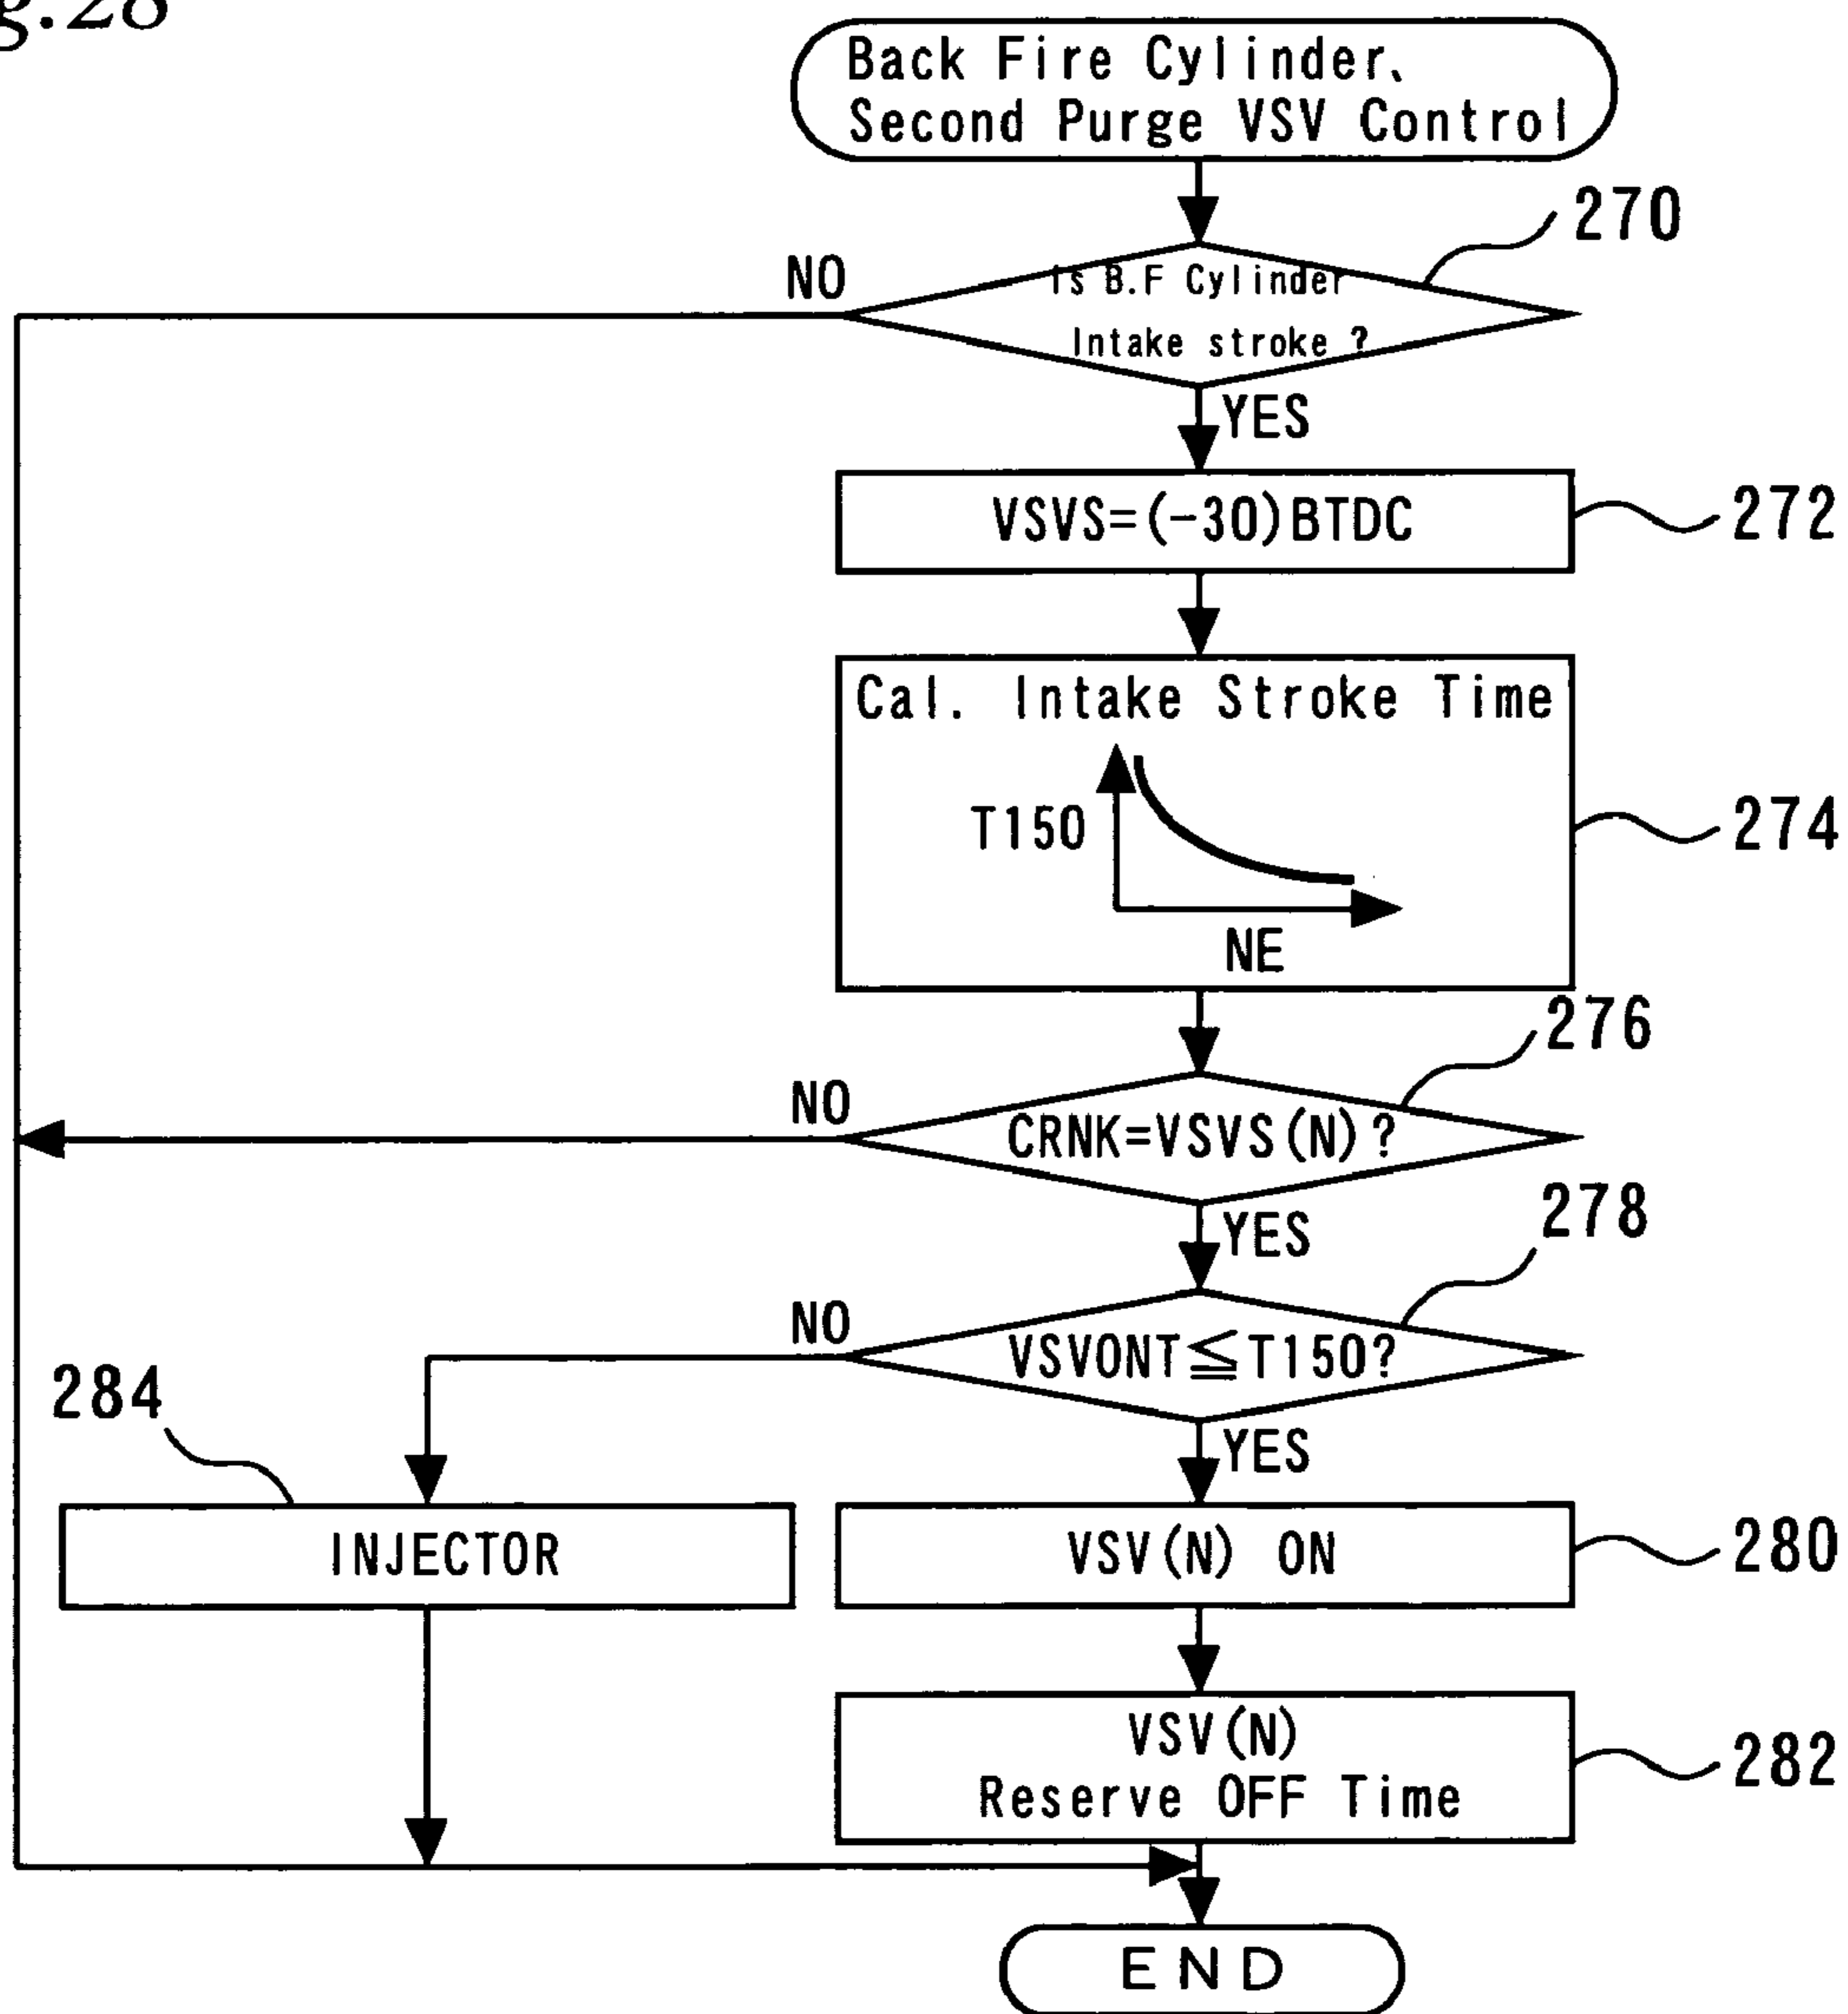 g.28
Back Fire Cylinder、
Second Purge VSV Control
270
NO
Is B.F Cylinder
Intake stroke ?
YES
VSVS=(-30)BTDC
272
Cal. Intake Stroke Time
T150
NE
274
276
NO
CRNK=VSVS(N)?
YES
278
NO
VSVONT≦T150?
YES
284
INJECTOR
VSV(N) ON
280
VSV(N)
Reserve OFF Time
282
END